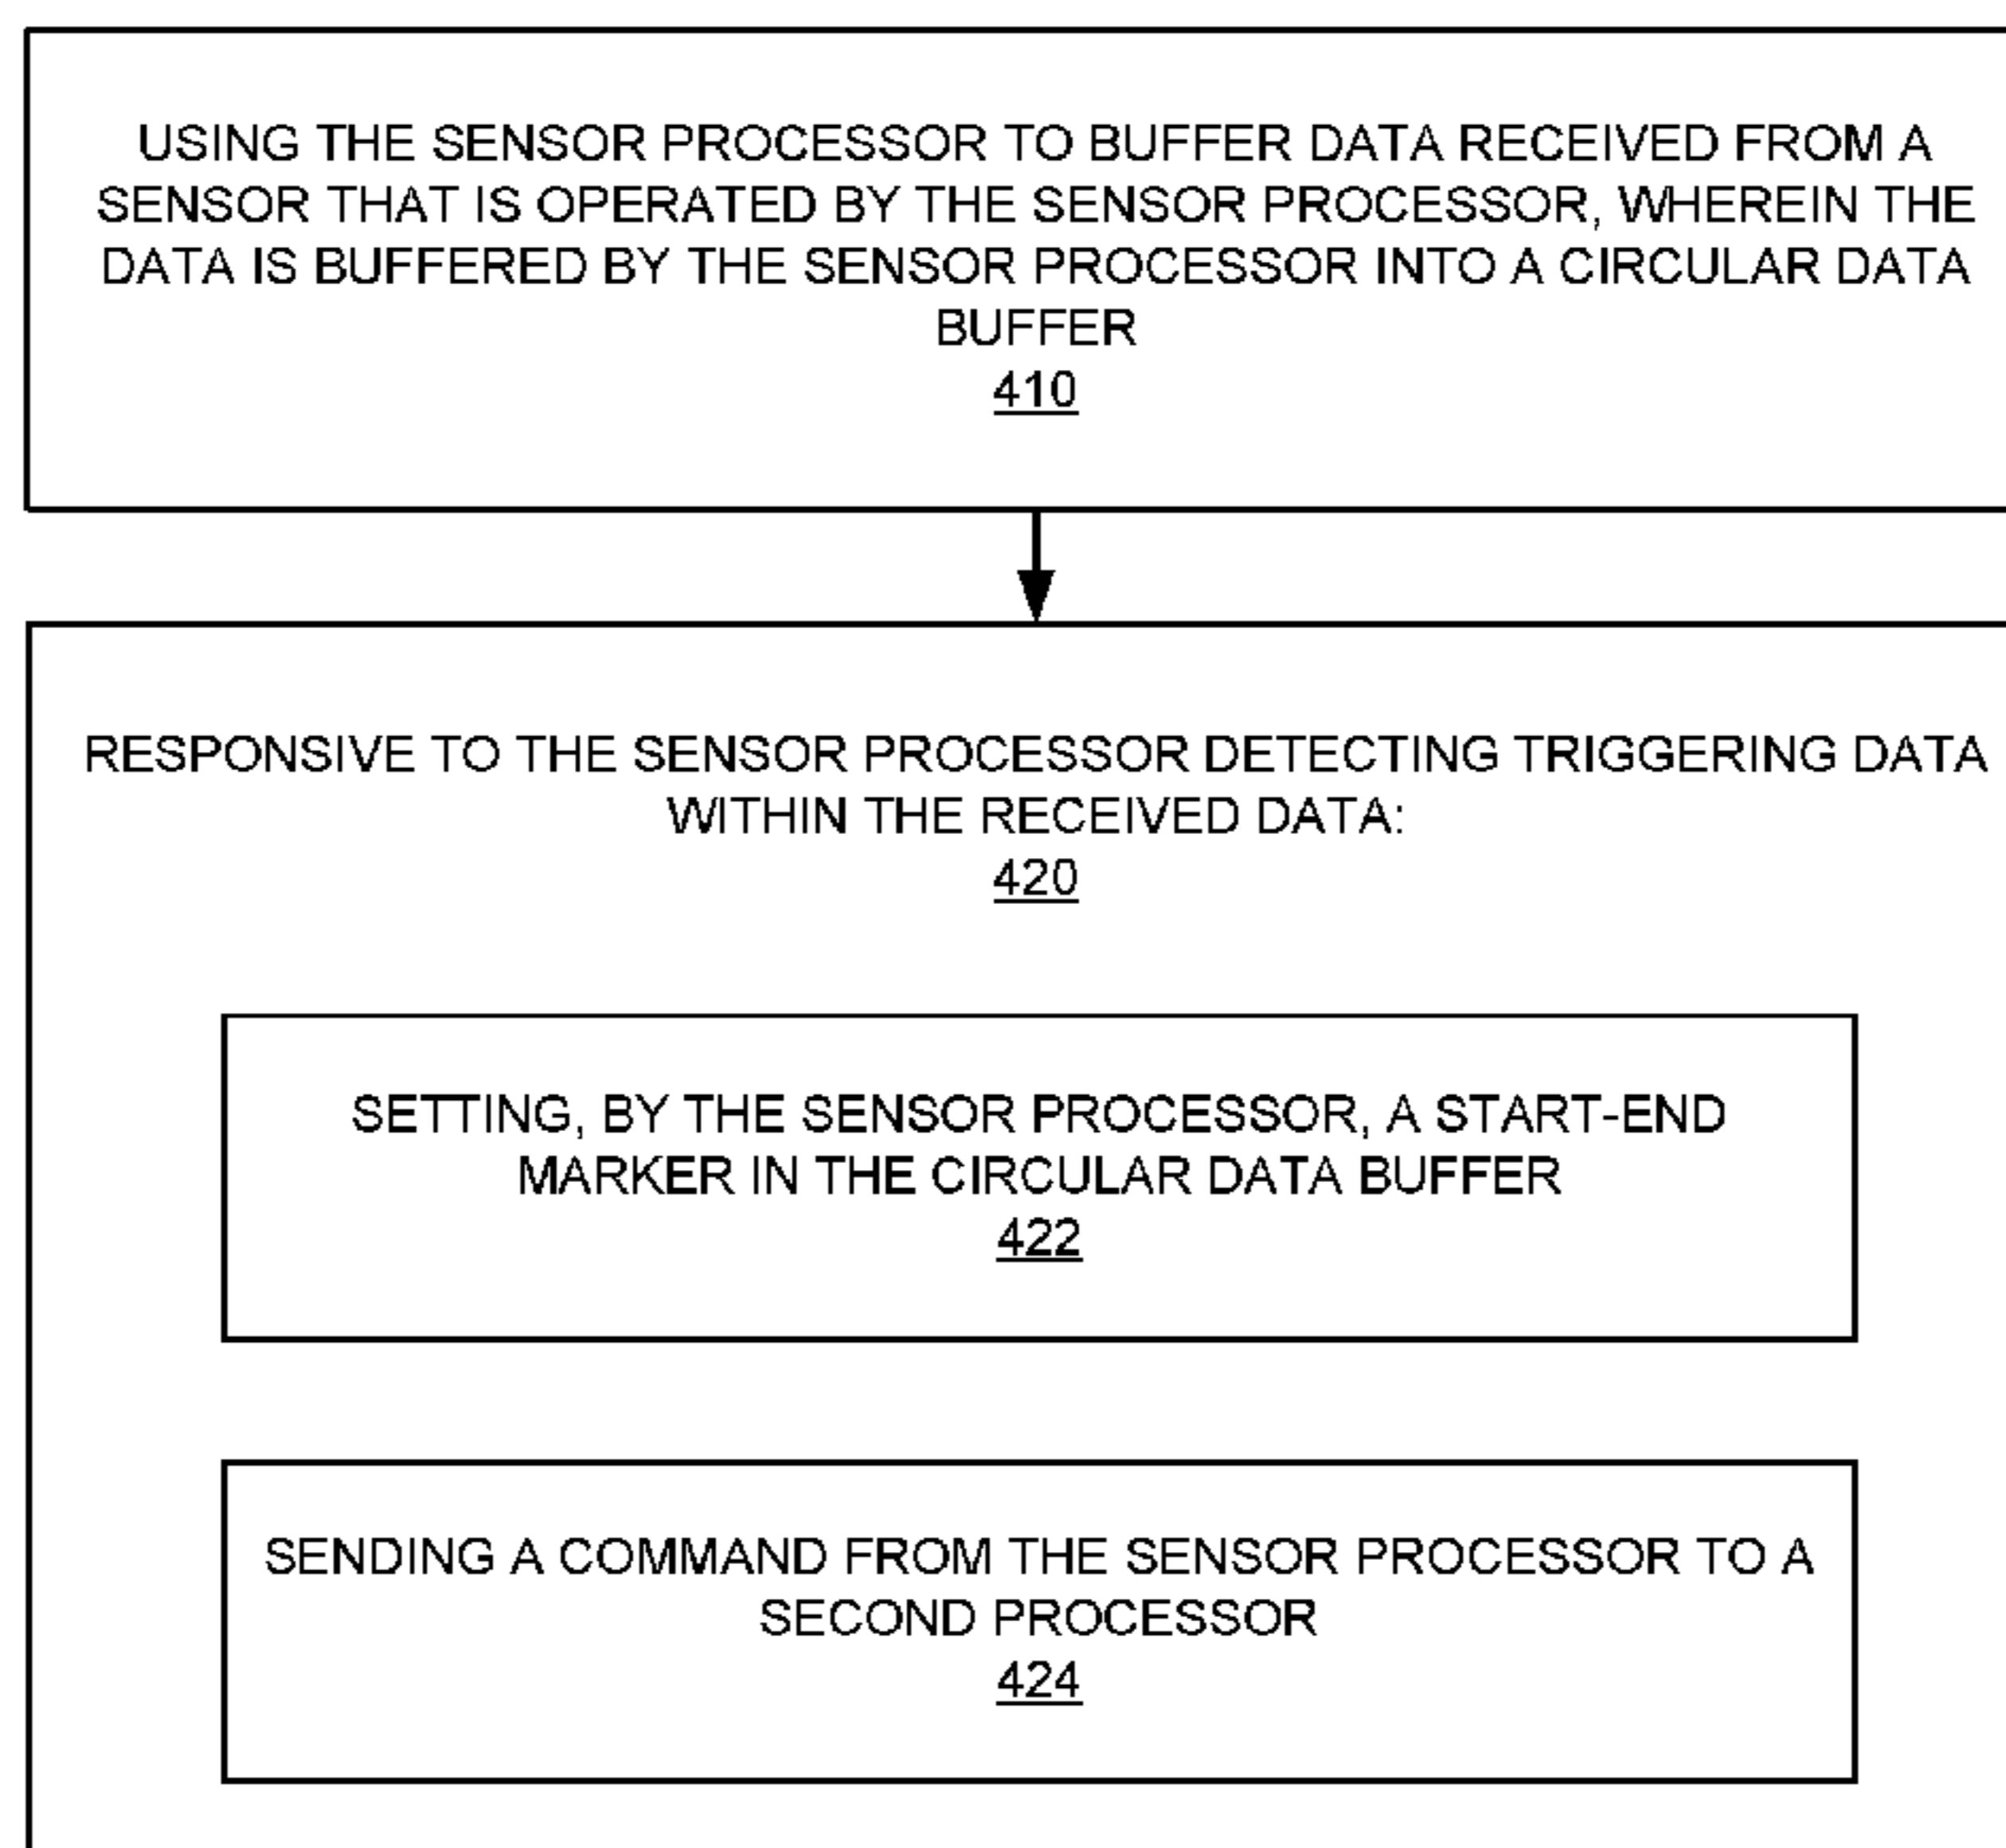 USING THE SENSOR PROCESSOR TO BUFFER DATA RECEIVED FROM A
SENSOR THAT IS OPERATED BY THE SENSOR PROCESSOR, WHEREIN THE
DATA IS BUFFERED BY THE SENSOR PROCESSOR INTO A CIRCULAR DATA
BUFFER
410
RESPONSIVE TO THE SENSOR PROCESSOR DETECTING TRIGGERING DATA
WITHIN THE RECEIVED DATA:
420
SETTING, BY THE SENSOR PROCESSOR, A START-END
MARKER IN THE CIRCULAR DATA BUFFER
422
SENDING A COMMAND FROM THE SENSOR PROCESSOR TO A
SECOND PROCESSOR
424